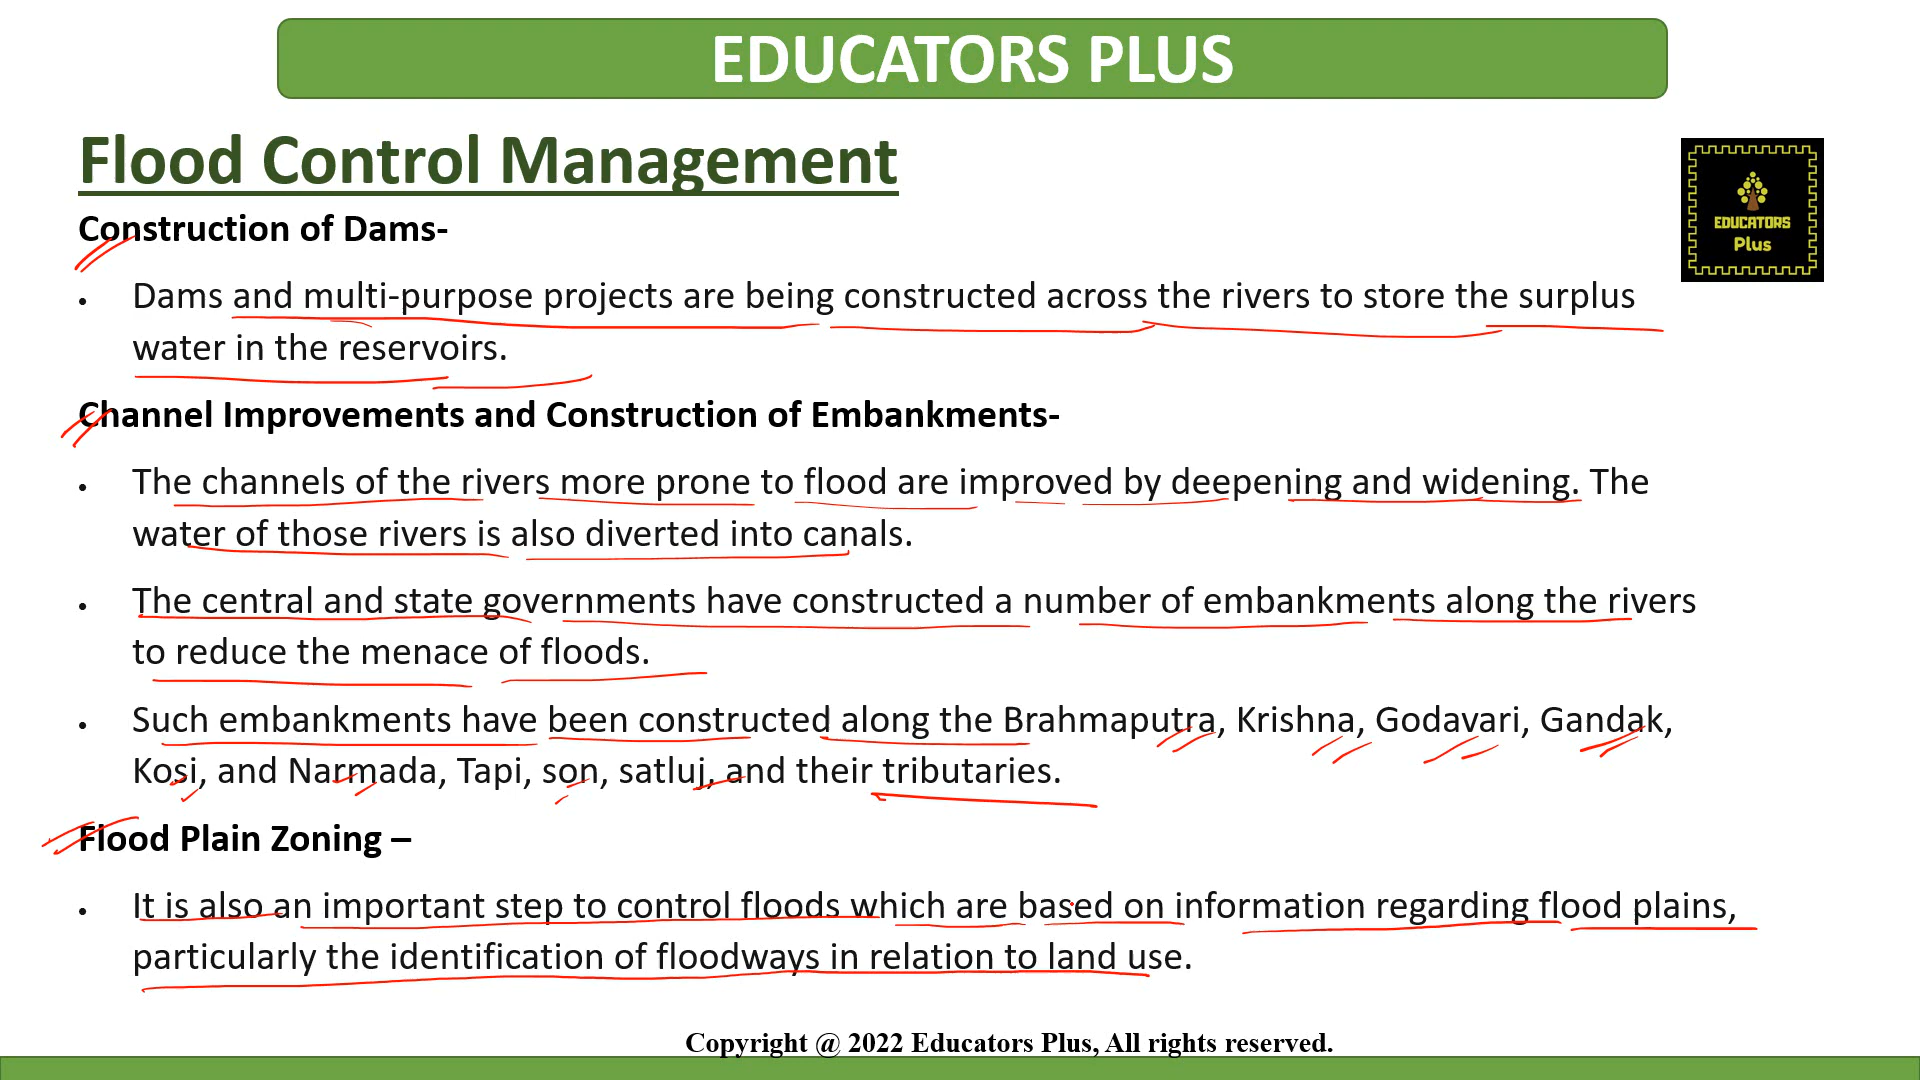 EDUCATORS PLUS
Flood Control Management
EDUCATORS
Plus
Construction of Dams-
• Dams and multi-purpose projects are being constructed across the rivers to store the surplus
water in the reservoirs.
Channel Improvements and Construction of Embankments-
• The channels of the rivers more prone to flood are improved by deepening and widening. The
water of those rivers is also diverted into canals.
• The central and state governments have constructed a number of embankments along the rivers
to reduce the menace of floods.
• Such embankments have been constructed along the Brahmaputra, Krishna, Godavari, Gandak,
Kosi, and Narmada, Tapi, son, satluj, and their tributaries.
Flood Plain Zoning –
• It is also an important step to control floods which are based on information regarding flood plains,
particularly the identification of floodways in relation to land use.
Copyright @ 2022 Educators Plus, All rights reserved.